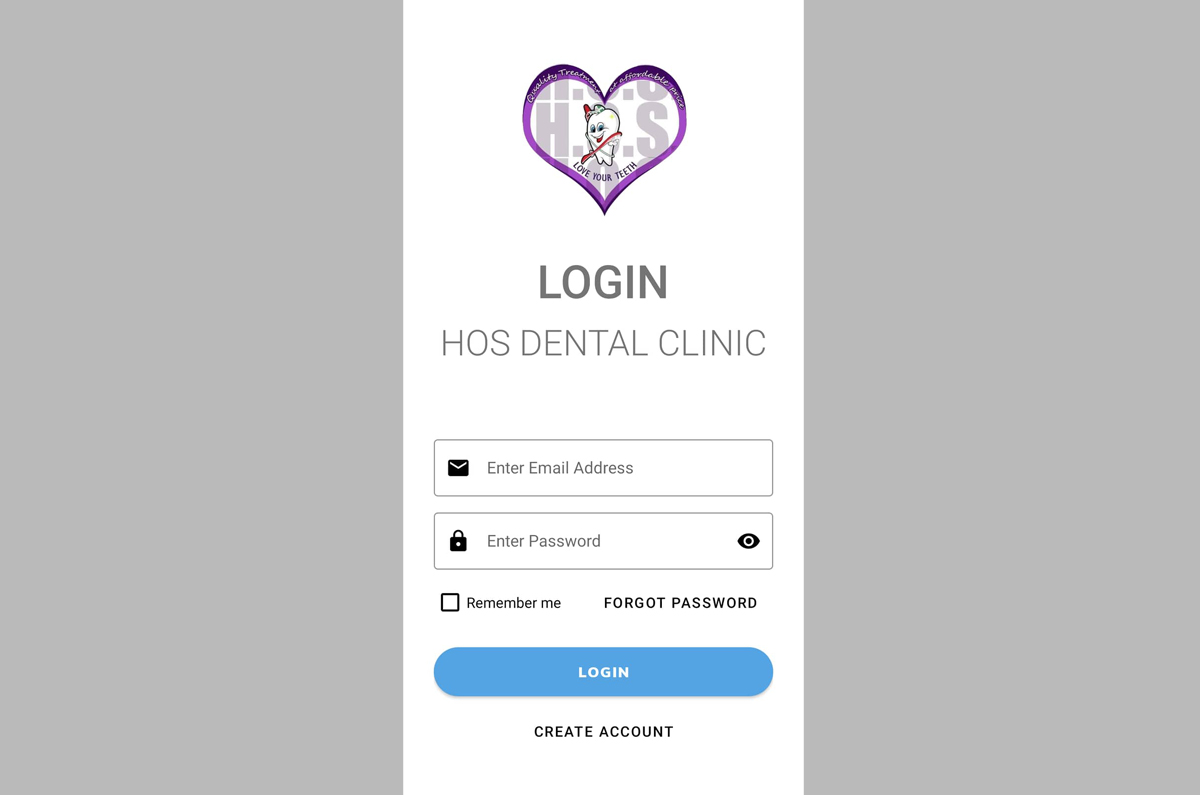 Quality Treatment at affordable price
H.O.S
LOVE YOUR TEETH
LOGIN
HOS DENTAL CLINIC
Enter Email Address
Enter Password
Remember me FORGOT PASSWORD
LOGIN
CREATE ACCOUNT